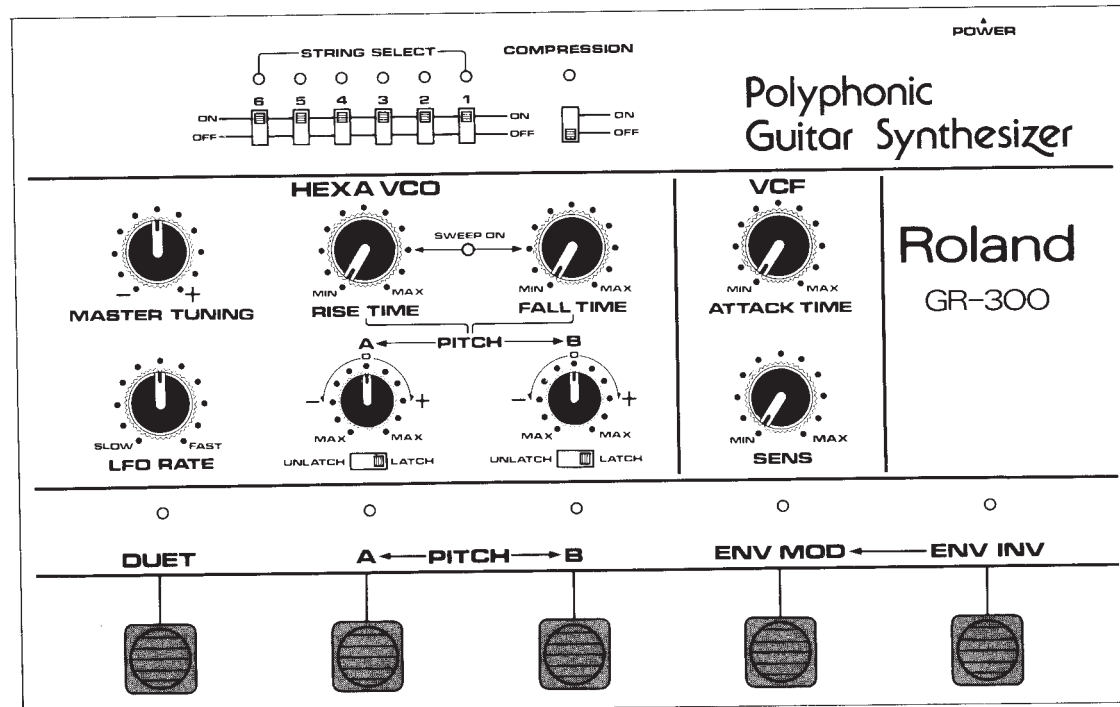 POWER
STRING SELECT COMPRESSION
6 5 4 3 2 1
ON ON ON
OFF OFF OFF
Polyphonic
Guitar Synthesizer
HEXA VCO
VCF
SWEEP ON
- +
MASTER TUNING
MIN MAX
RISE TIME
MIN MAX
FALL TIME
MIN MAX
ATTACK TIME
Roland
GR-300
A PITCH B
0 0
- + - +
SLOW FAST
LFO RATE
MAX MAX
MAX MAX
MIN MAX
SENS
UNLATCH LATCH
UNLATCH LATCH
DUET A PITCH B ENV MOD ENV INV